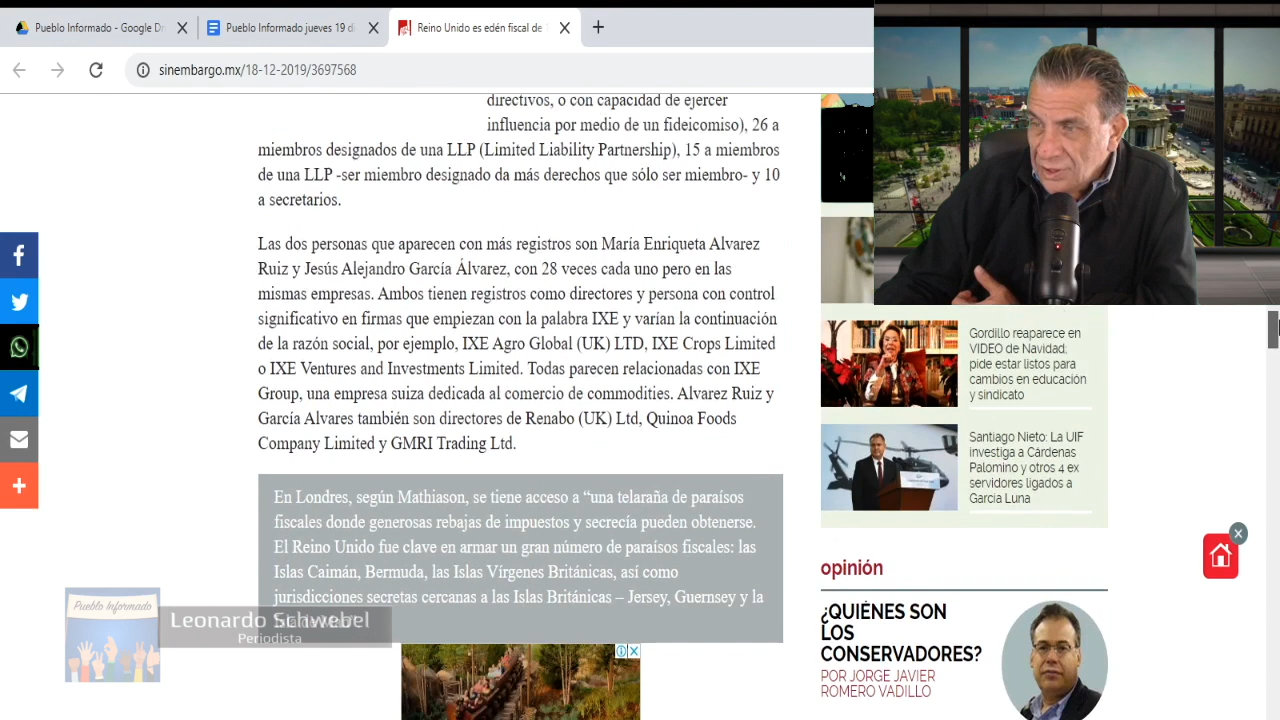 Pueblo Informado - Google Dr
Pueblo Informado jueves 19 di
Reino Unido es edén fiscal de
sinembargo.mx/18-12-2019/3697568
directivos, o con capacidad de ejercer
influencia por medio de un fideicomiso), 26 a
miembros designados de una LLP (Limited Liability Partnership), 15 a miembros
de una LLP -ser miembro designado da más derechos que sólo ser miembro- y 10
a secretarios.
Las dos personas que aparecen con más registros son María Enriqueta Alvarez
Ruiz y Jesús Alejandro García Álvarez, con 28 veces cada uno pero en las
mismas empresas. Ambos tienen registros como directores y persona con control
significativo en firmas que empiezan con la palabra IXE y varían la continuación
de la razón social, por ejemplo, IXE Agro Global (UK) LTD, IXE Crops Limited
o IXE Ventures and Investments Limited. Todas parecen relacionadas con IXE
Group, una empresa suiza dedicada al comercio de commodities. Alvarez Ruiz y
García Alvares también son directores de Renabo (UK) Ltd, Quinoa Foods
Company Limited y GMRI Trading Ltd.
En Londres, según Mathiason, se tiene acceso a “una telaraña de paraísos
fiscales donde generosas rebajas de impuestos y secrecía pueden obtenerse.
El Reino Unido fue clave en armar un gran número de paraísos fiscales: las
Islas Caimán, Bermuda, las Islas Vírgenes Británicas, así como
jurisdicciones secretas cercanas a las Islas Británicas – Jersey, Guernsey y la
Pueblo Informado
Leonardo Schwebel
Periodista
Gordillo reaparece en
VIDEO de Navidad;
pide estar listos para
cambios en educación
y sindicato
Santiago Nieto: La UIF
investiga a Cárdenas
Palomino y otros 4 ex
servidores ligados a
García Luna
opinión
¿QUIÉNES SON
LOS
CONSERVADORES?
POR JORGE JAVIER
ROMERO VADILLO